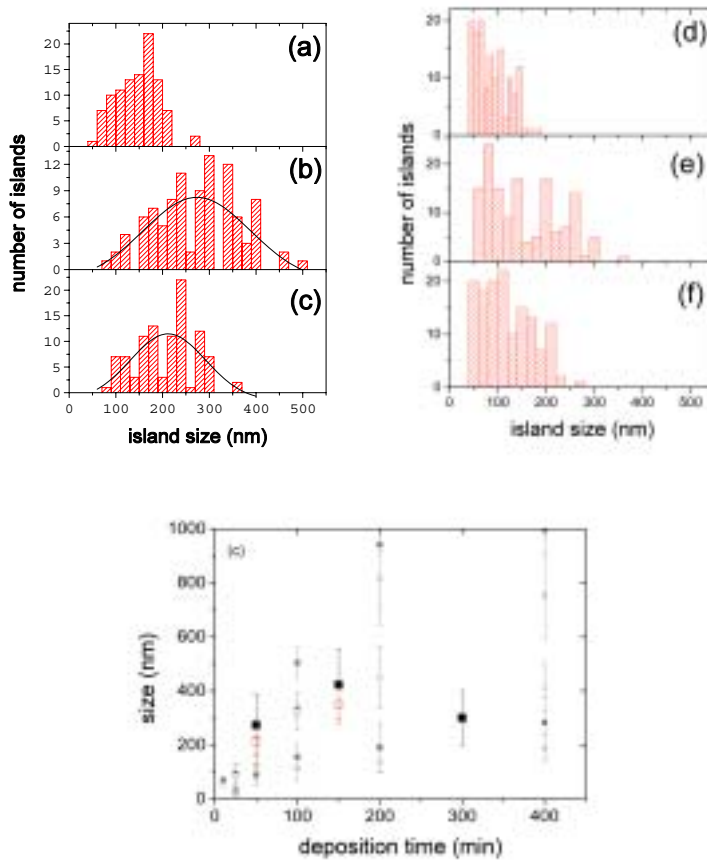 (a)
20
15
10
5
0
(b)
12
9
6
3
0
(c)
20
15
10
5
0
0 100 200 300 400 500
number of islands
island size (nm)
(d)
20
10
0
(e)
20
10
0
(f)
20
10
0
0 100 200 300 400 500
number of islands
island size (nm)
(c)
1000
800
600
400
200
0
0 100 200 300 400
size (nm)
deposition time (min)